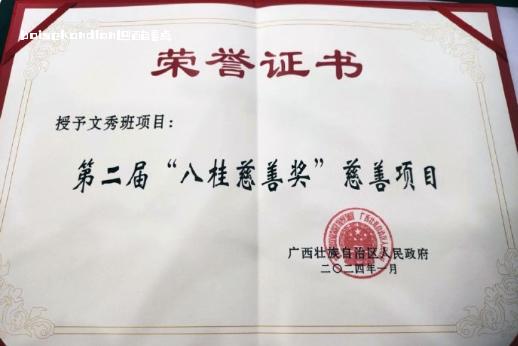 荣誉证书
授予文秀班项目：
第二届“八桂慈善奖”慈善项目
广西壮族自治区人民政府
二〇二四年一月